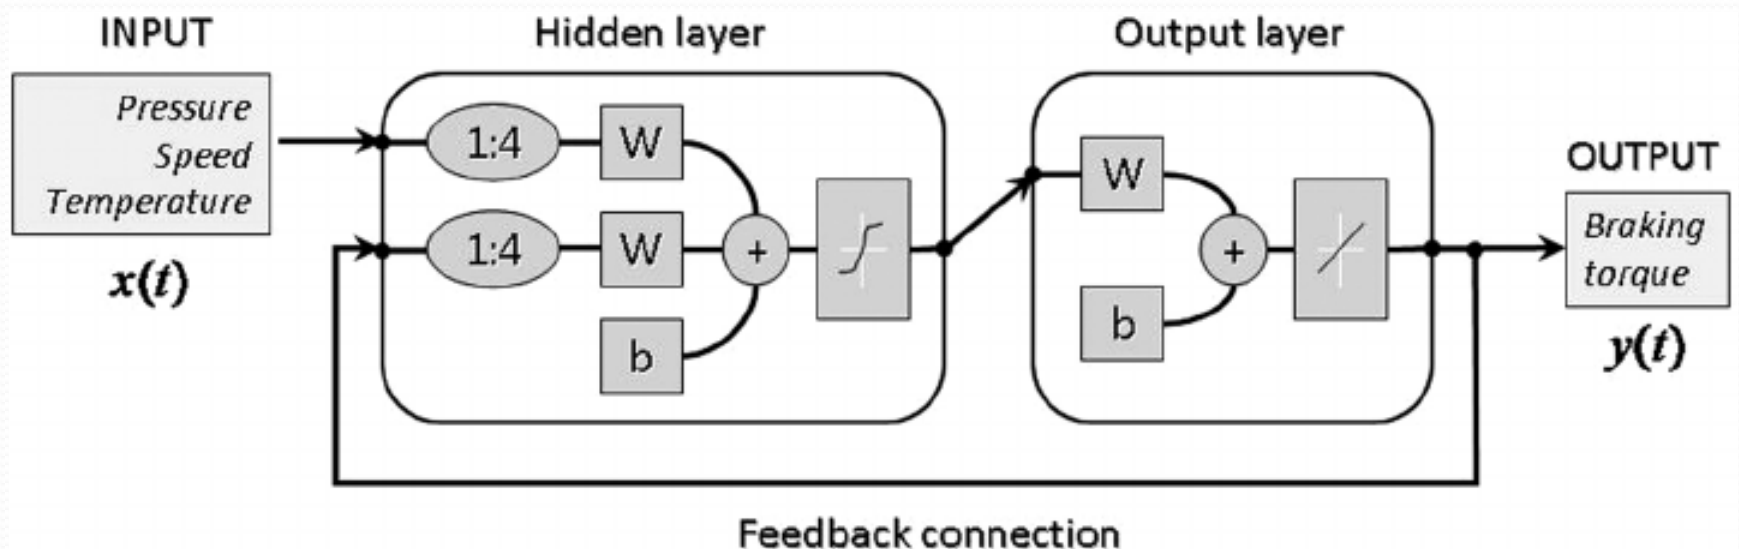 INPUT
Pressure
Speed
Temperature
x(t)
Hidden layer
1:4
W
1:4
W
+
b
Output layer
W
+
b
OUTPUT
Braking
torque
y(t)
Feedback connection